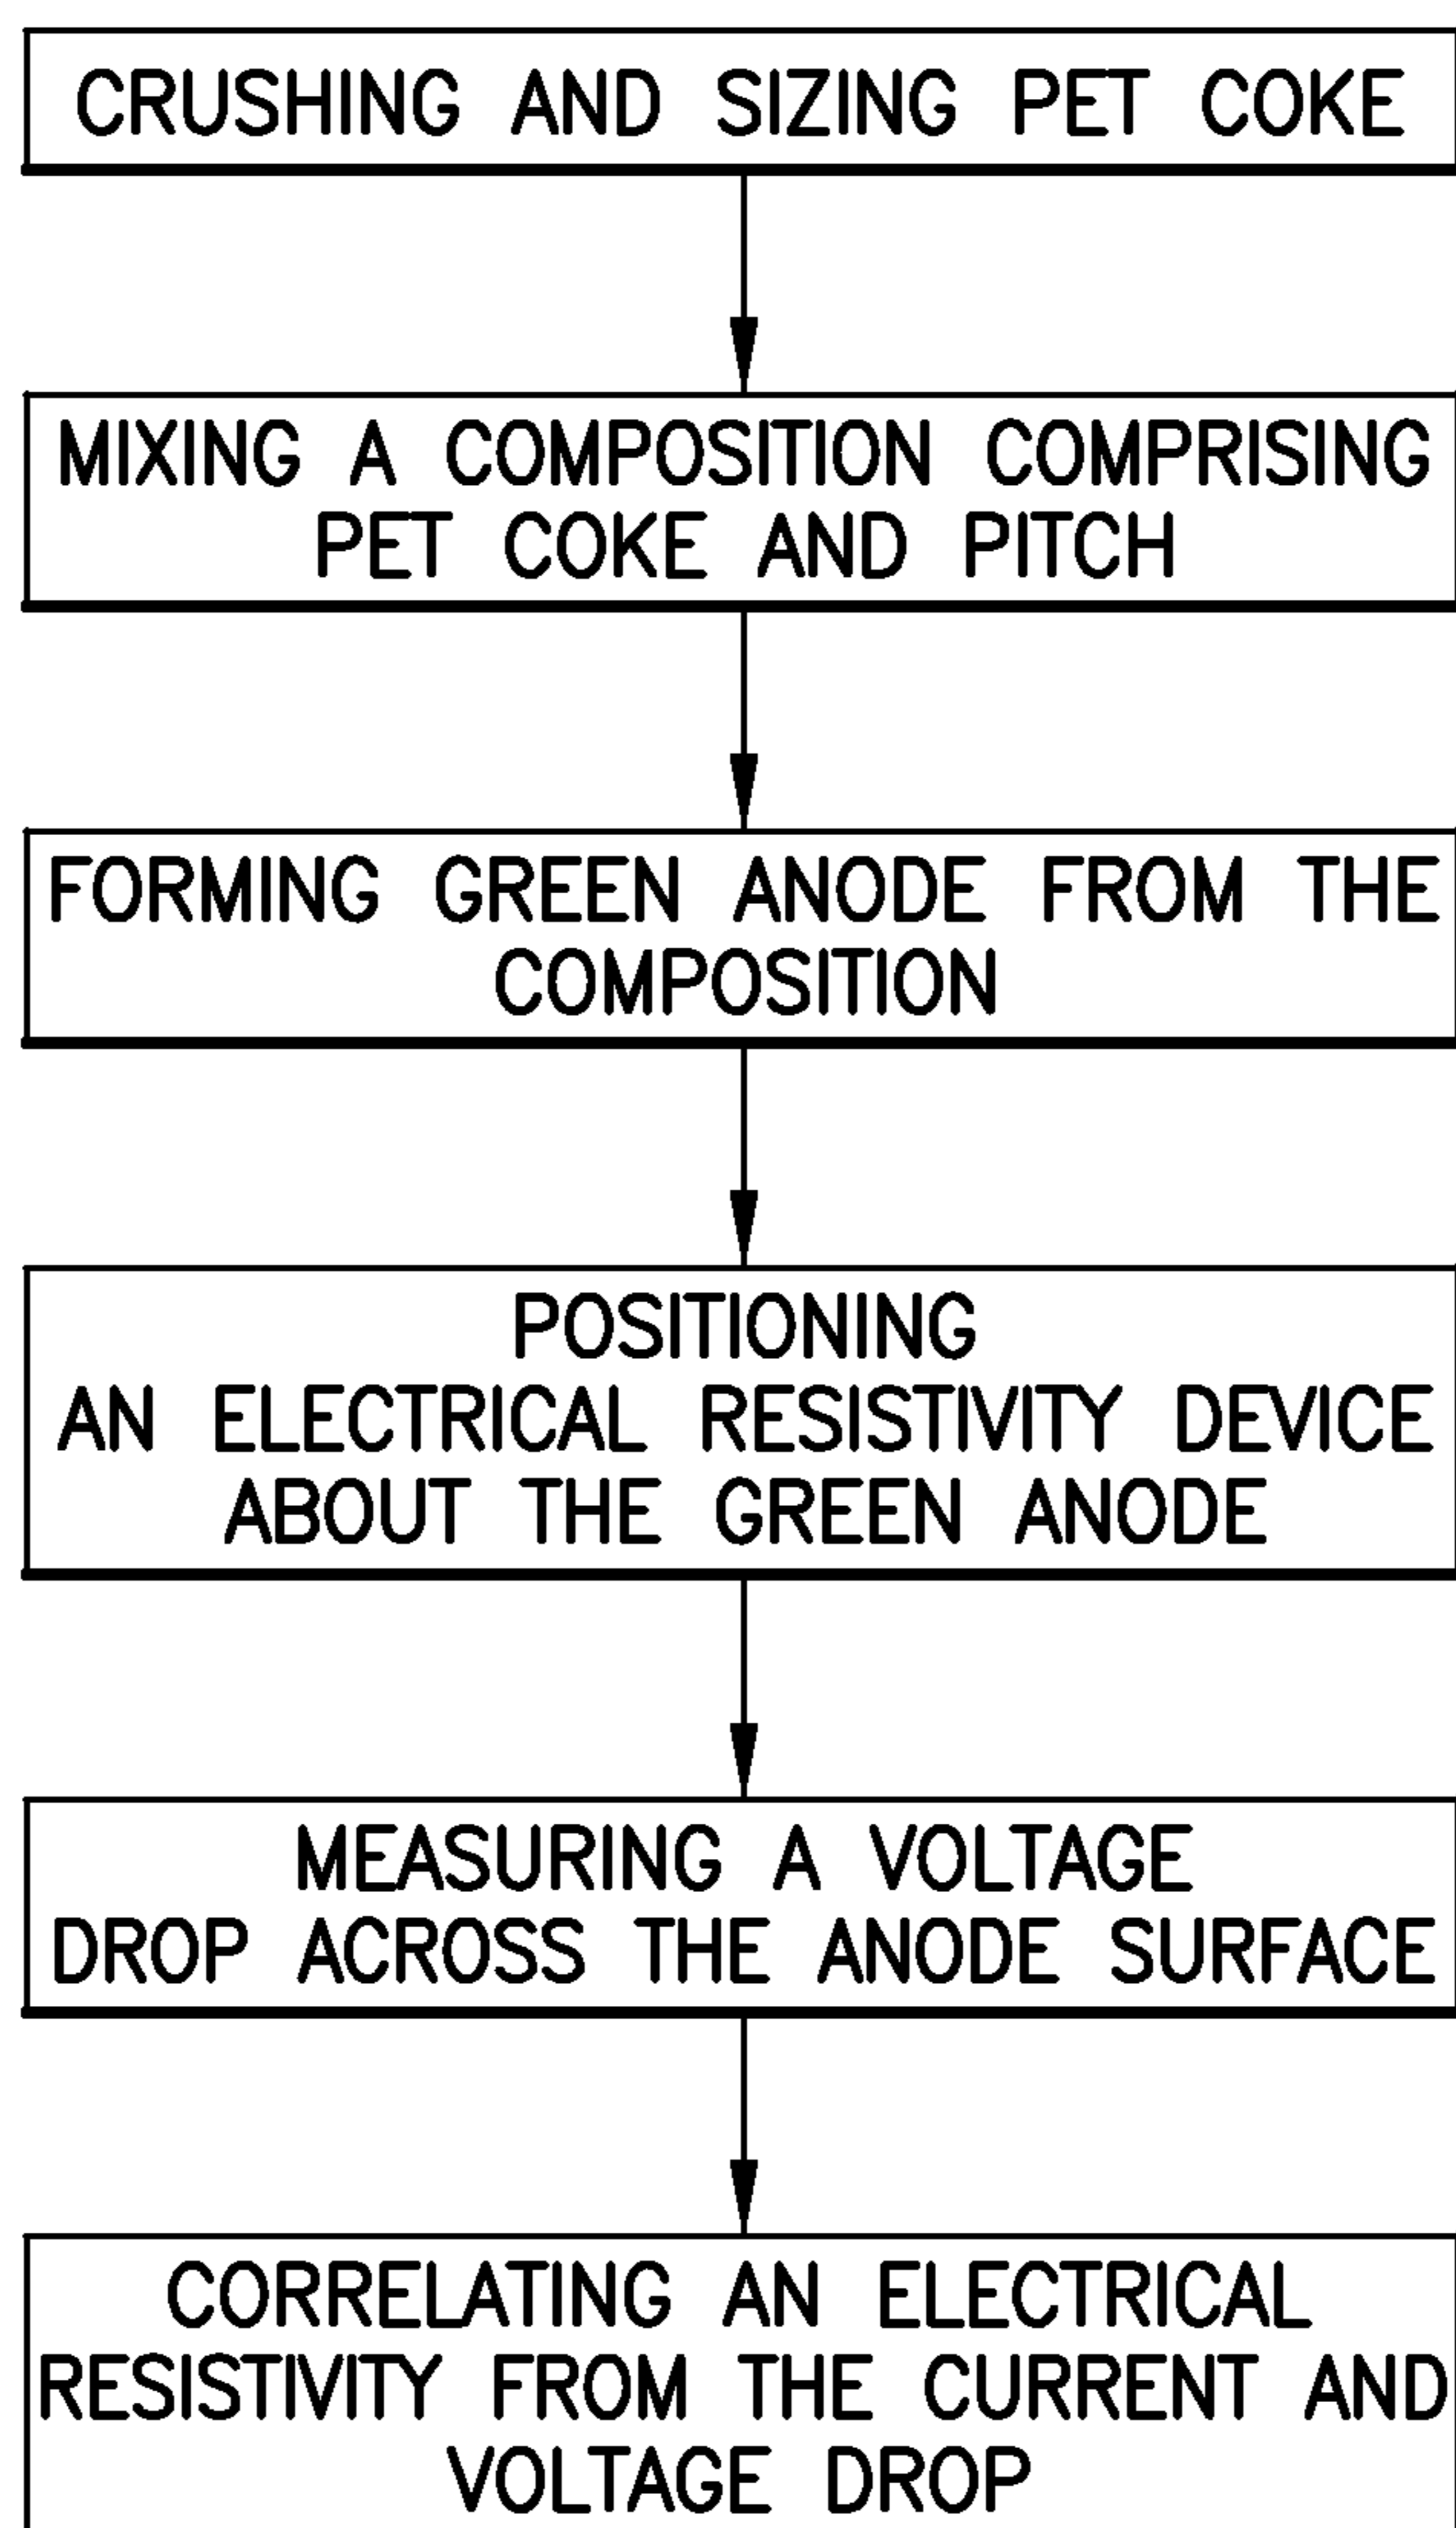 CRUSHING AND SIZING PET COKE
MIXING A COMPOSITION COMPRISING
PET COKE AND PITCH
FORMING GREEN ANODE FROM THE
COMPOSITION
POSITIONING
AN ELECTRICAL RESISTIVITY DEVICE
ABOUT THE GREEN ANODE
MEASURING A VOLTAGE
DROP ACROSS THE ANODE SURFACE
CORRELATING AN ELECTRICAL
RESISTIVITY FROM THE CURRENT AND
VOLTAGE DROP